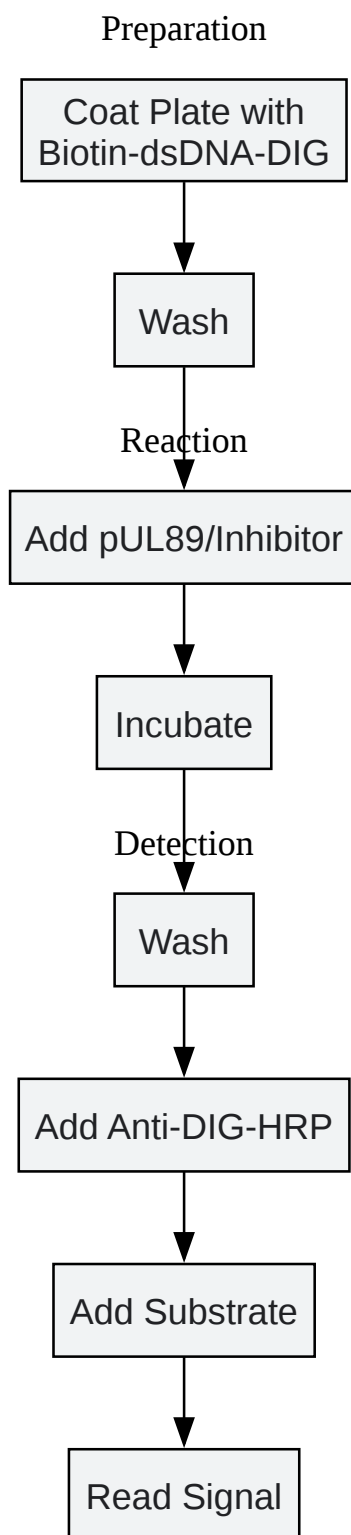 Preparation
Coat Plate with
Biotin-dsDNA-DIG
Wash
Reaction
Add pUL89/Inhibitor
Incubate
Detection
Wash
Add Anti-DIG-HRP
Add Substrate
Read Signal